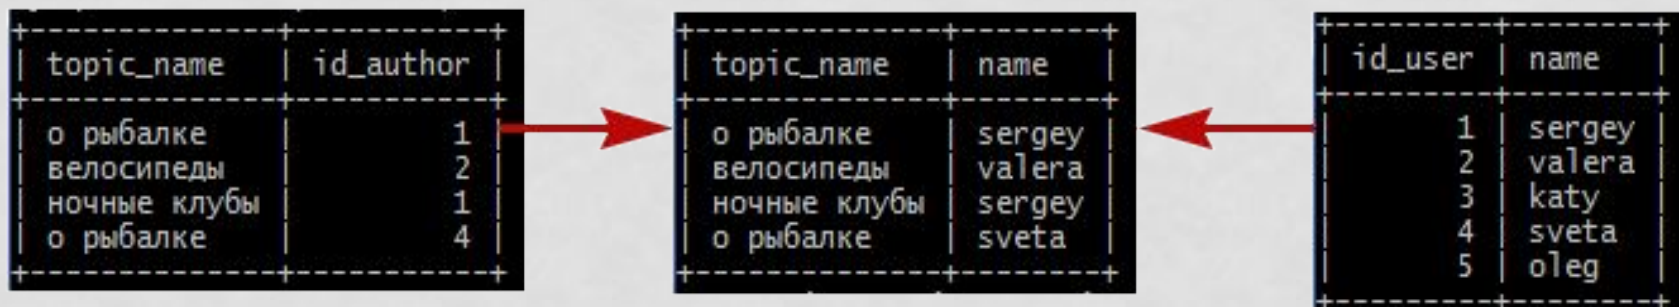 topic_name | id_author
о рыбалке | 1
велосипеды | 2
ночные клубы | 1
о рыбалке | 4
topic_name | name
о рыбалке | sergey
велосипеды | valera
ночные клубы | sergey
о рыбалке | sveta
id_user | name
1 | sergey
2 | valera
3 | katy
4 | sveta
5 | oleg